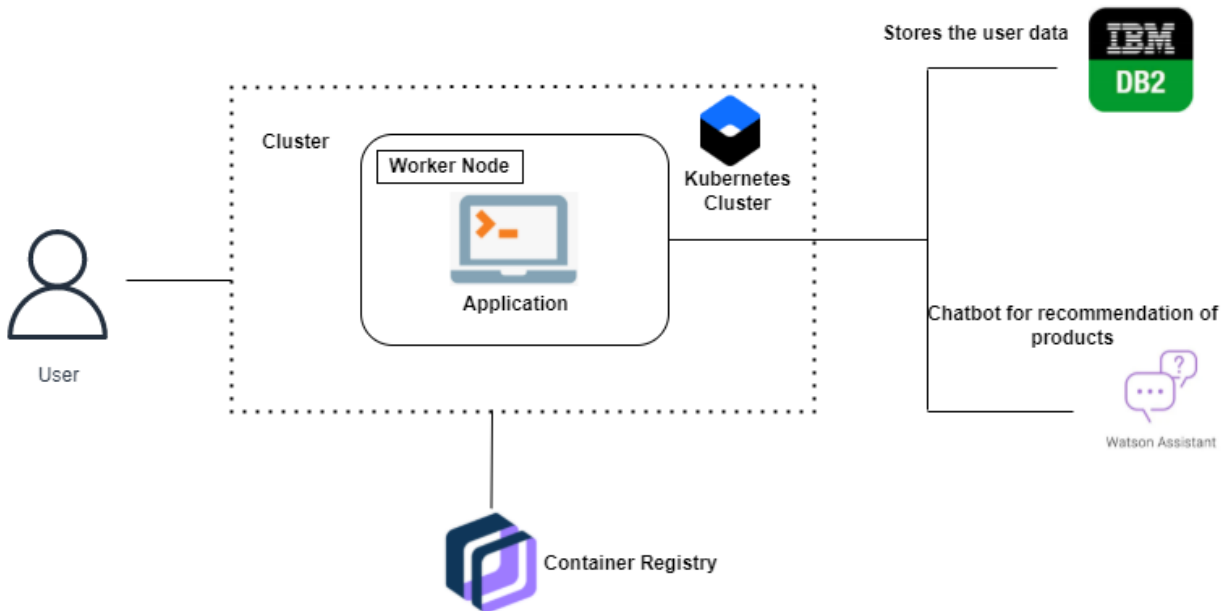 Stores the user data
IBM
DB2
Cluster
Worker Node
Kubernetes
Cluster
Application
User
Chatbot for recommendation of
products
?
Watson Assistant
Container Registry